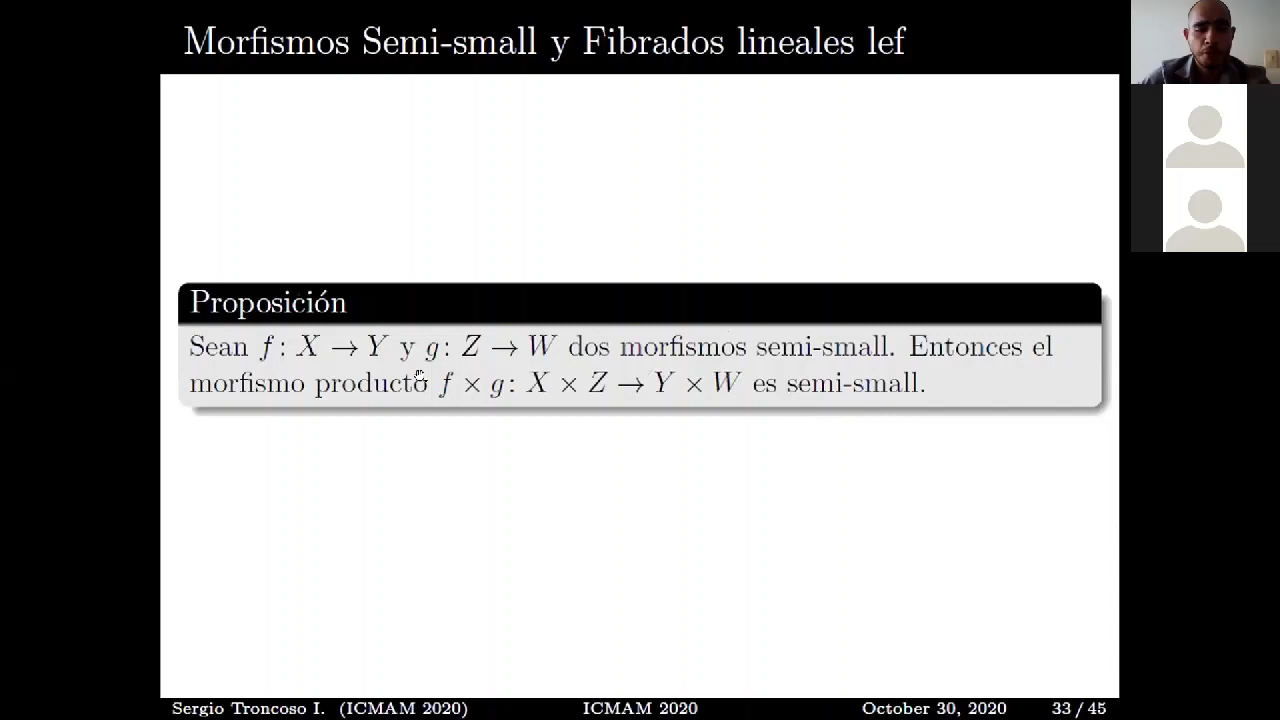 Morfismos Semi-small y Fibrados lineales lef
Proposición
Sean f : X → Y y g : Z → W dos morfismos semi-small. Entonces el
morfismo producto f × g : X × Z → Y × W es semi-small.
Sergio Troncoso I. (ICMAM 2020) ICMAM 2020 October 30, 2020 33 / 45